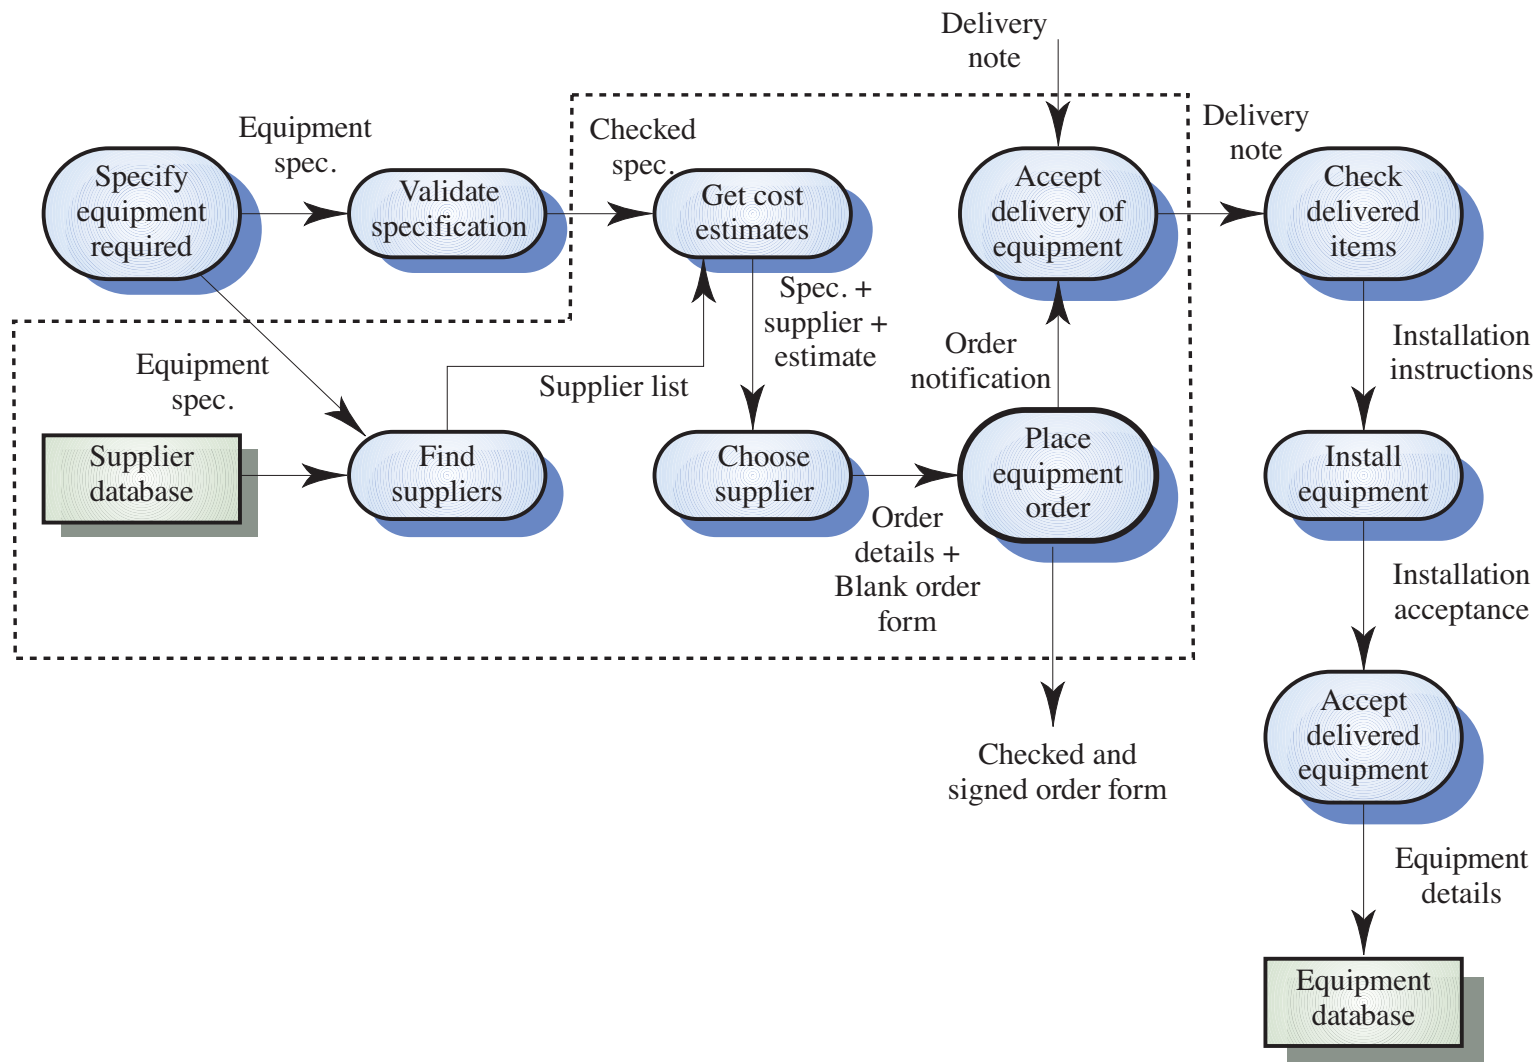 Delivery
note
Equipment
spec.
Checked
spec.
Delivery
note
Specify
equipment
required
Validate
specification
Get cost
estimates
Accept
delivery of
equipment
Check
delivered
items
Spec. +
supplier +
estimate
Order
notification
Installation
instructions
Equipment
spec.
Supplier list
Supplier
database
Find
suppliers
Choose
supplier
Place
equipment
order
Install
equipment
Order
details +
Blank order
form
Installation
acceptance
Checked and
signed order form
Accept
delivered
equipment
Equipment
details
Equipment
database